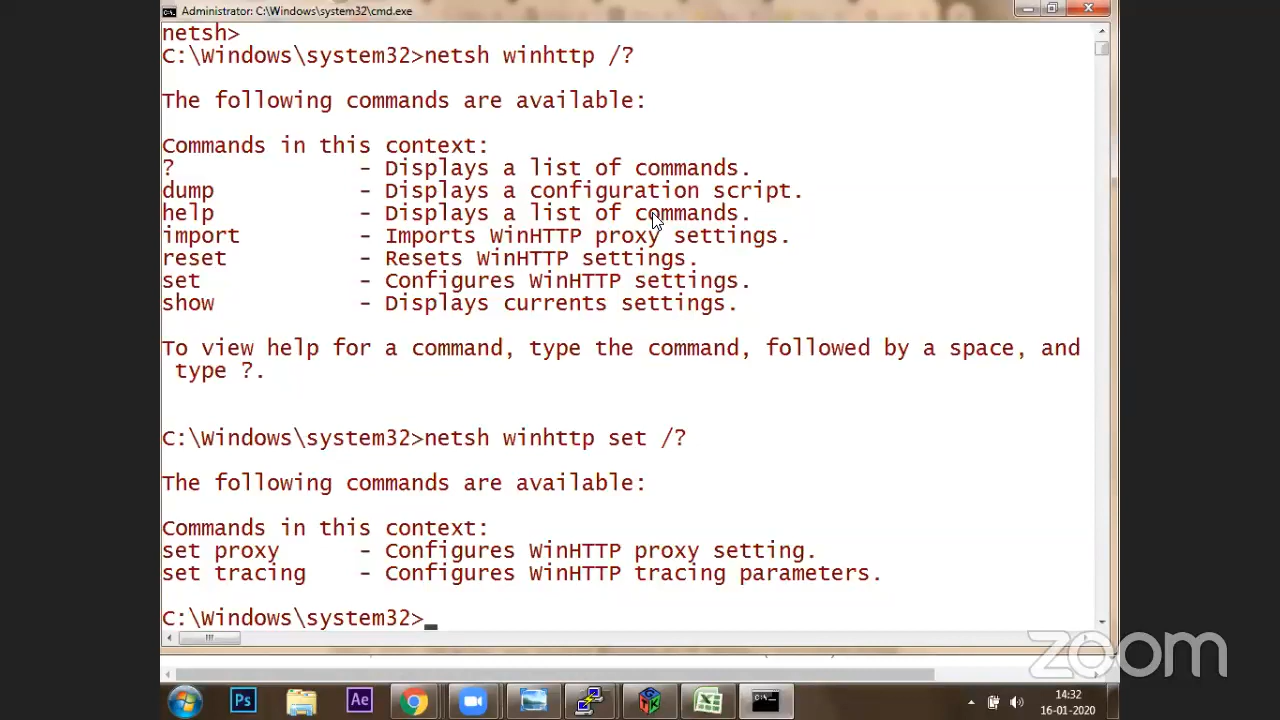 Administrator: C:\Windows\system32\cmd.exe
netsh>
C:\Windows\system32>netsh winhttp /?
The following commands are available:
Commands in this context:
? - Displays a list of commands.
dump - Displays a configuration script.
help - Displays a list of commands.
import - Imports WinHTTP proxy settings.
reset - Resets WinHTTP settings.
set - Configures WinHTTP settings.
show - Displays currents settings.
To view help for a command, type the command, followed by a space, and
type ?.
C:\Windows\system32>netsh winhttp set /?
The following commands are available:
Commands in this context:
set proxy - Configures WinHTTP proxy setting.
set tracing - Configures WinHTTP tracing parameters.
C:\Windows\system32>
zoom
Ps
Ae
14:32
16-01-2020